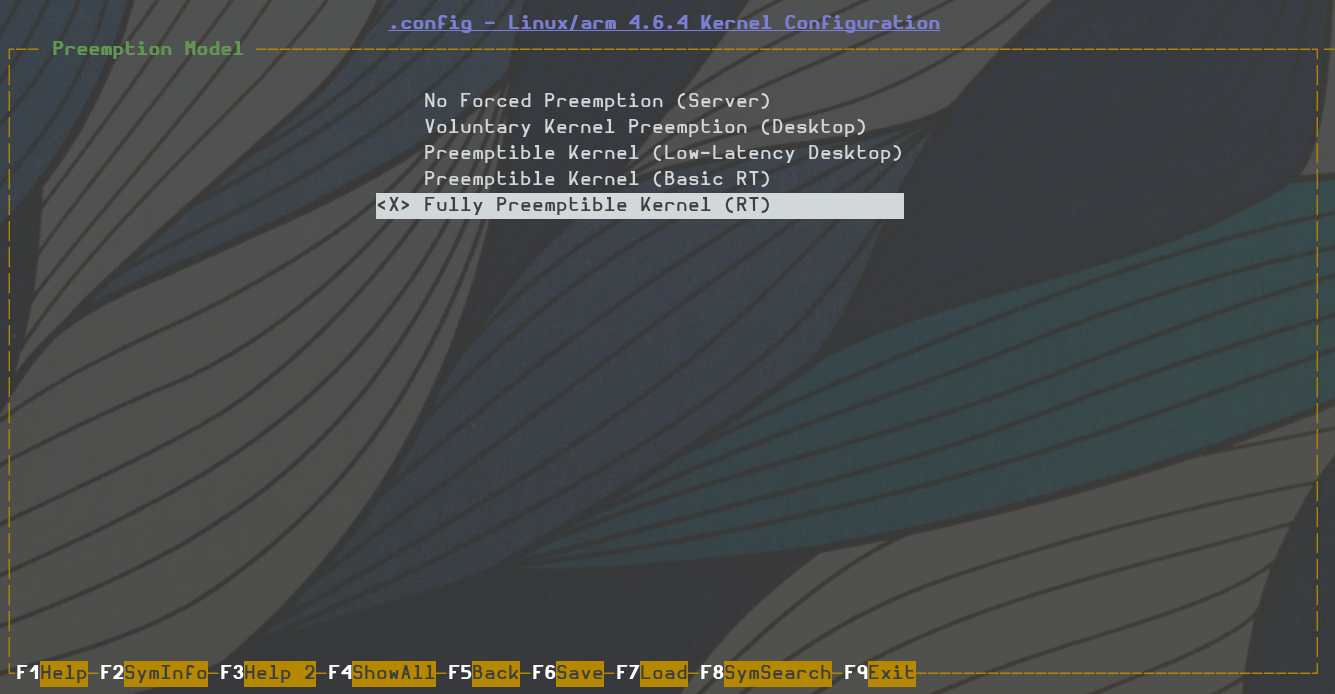 .config - Linux/arm 4.6.4 Kernel Configuration
Preemption Model
No Forced Preemption (Server)
Voluntary Kernel Preemption (Desktop)
Preemptible Kernel (Low-Latency Desktop)
Preemptible Kernel (Basic RT)
<X> Fully Preemptible Kernel (RT)
F1Help F2SymInfo F3Help 2 F4ShowAll F5Back F6Save F7Load F8SymSearch F9Exit